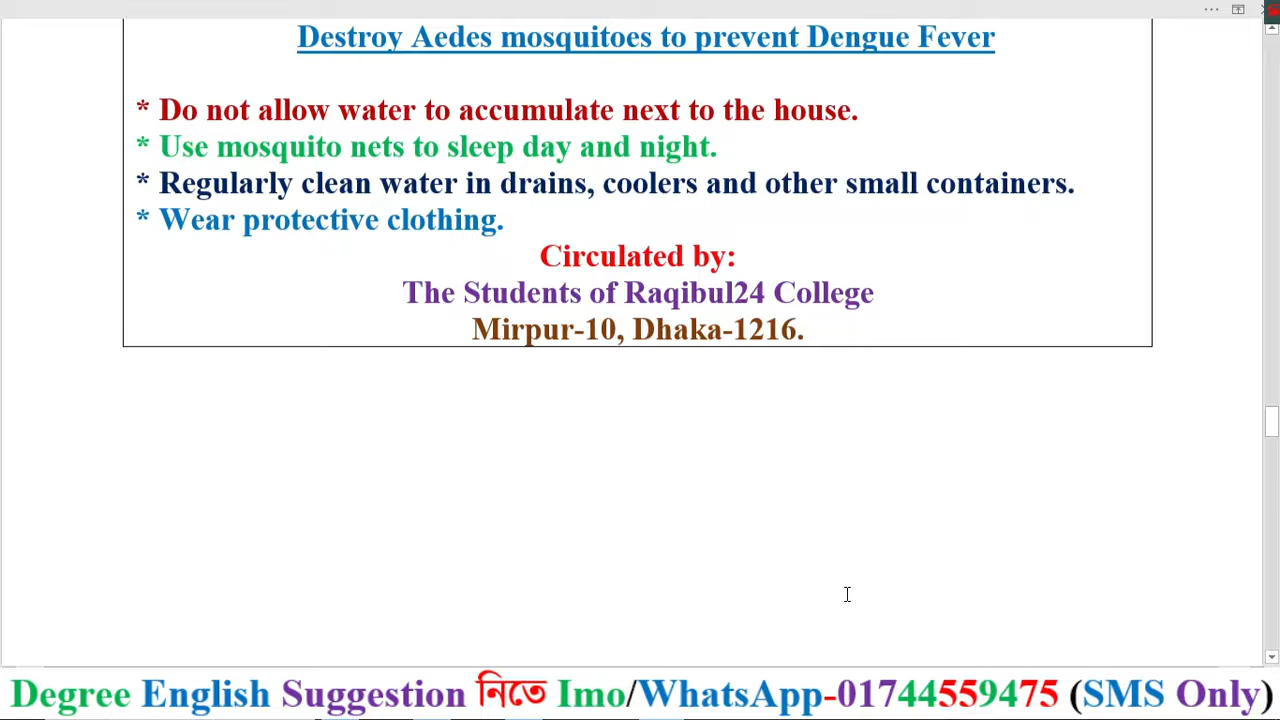 Destroy Aedes mosquitoes to prevent Dengue Fever
* Do not allow water to accumulate next to the house.
* Use mosquito nets to sleep day and night.
* Regularly clean water in drains, coolers and other small containers.
* Wear protective clothing.
Circulated by:
The Students of Raqibul24 College
Mirpur-10, Dhaka-1216.
Degree English Suggestion নিতে Imo/WhatsApp-01744559475 (SMS Only)